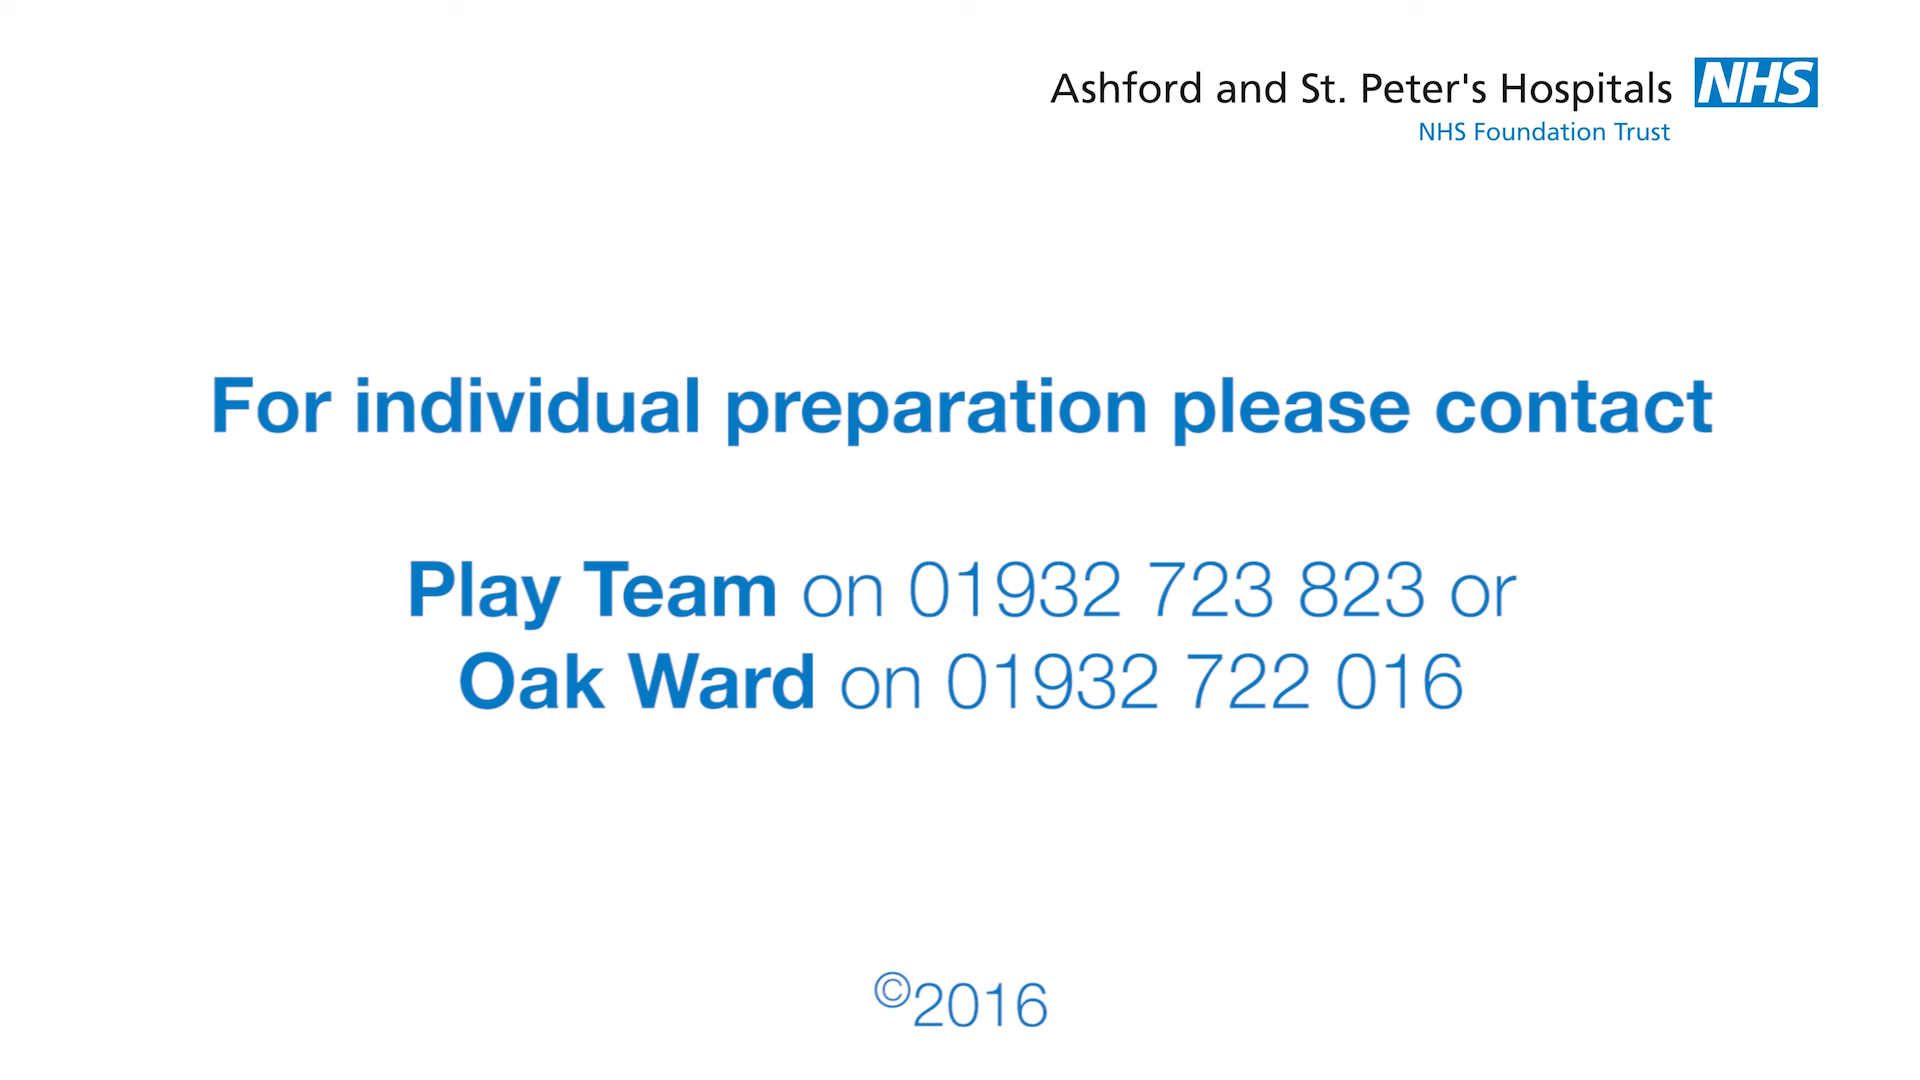 Ashford and St. Peter's Hospitals NHS
NHS Foundation Trust
For individual preparation please contact
Play Team on 01932 723 823 or
Oak Ward on 01932 722 016
©2016